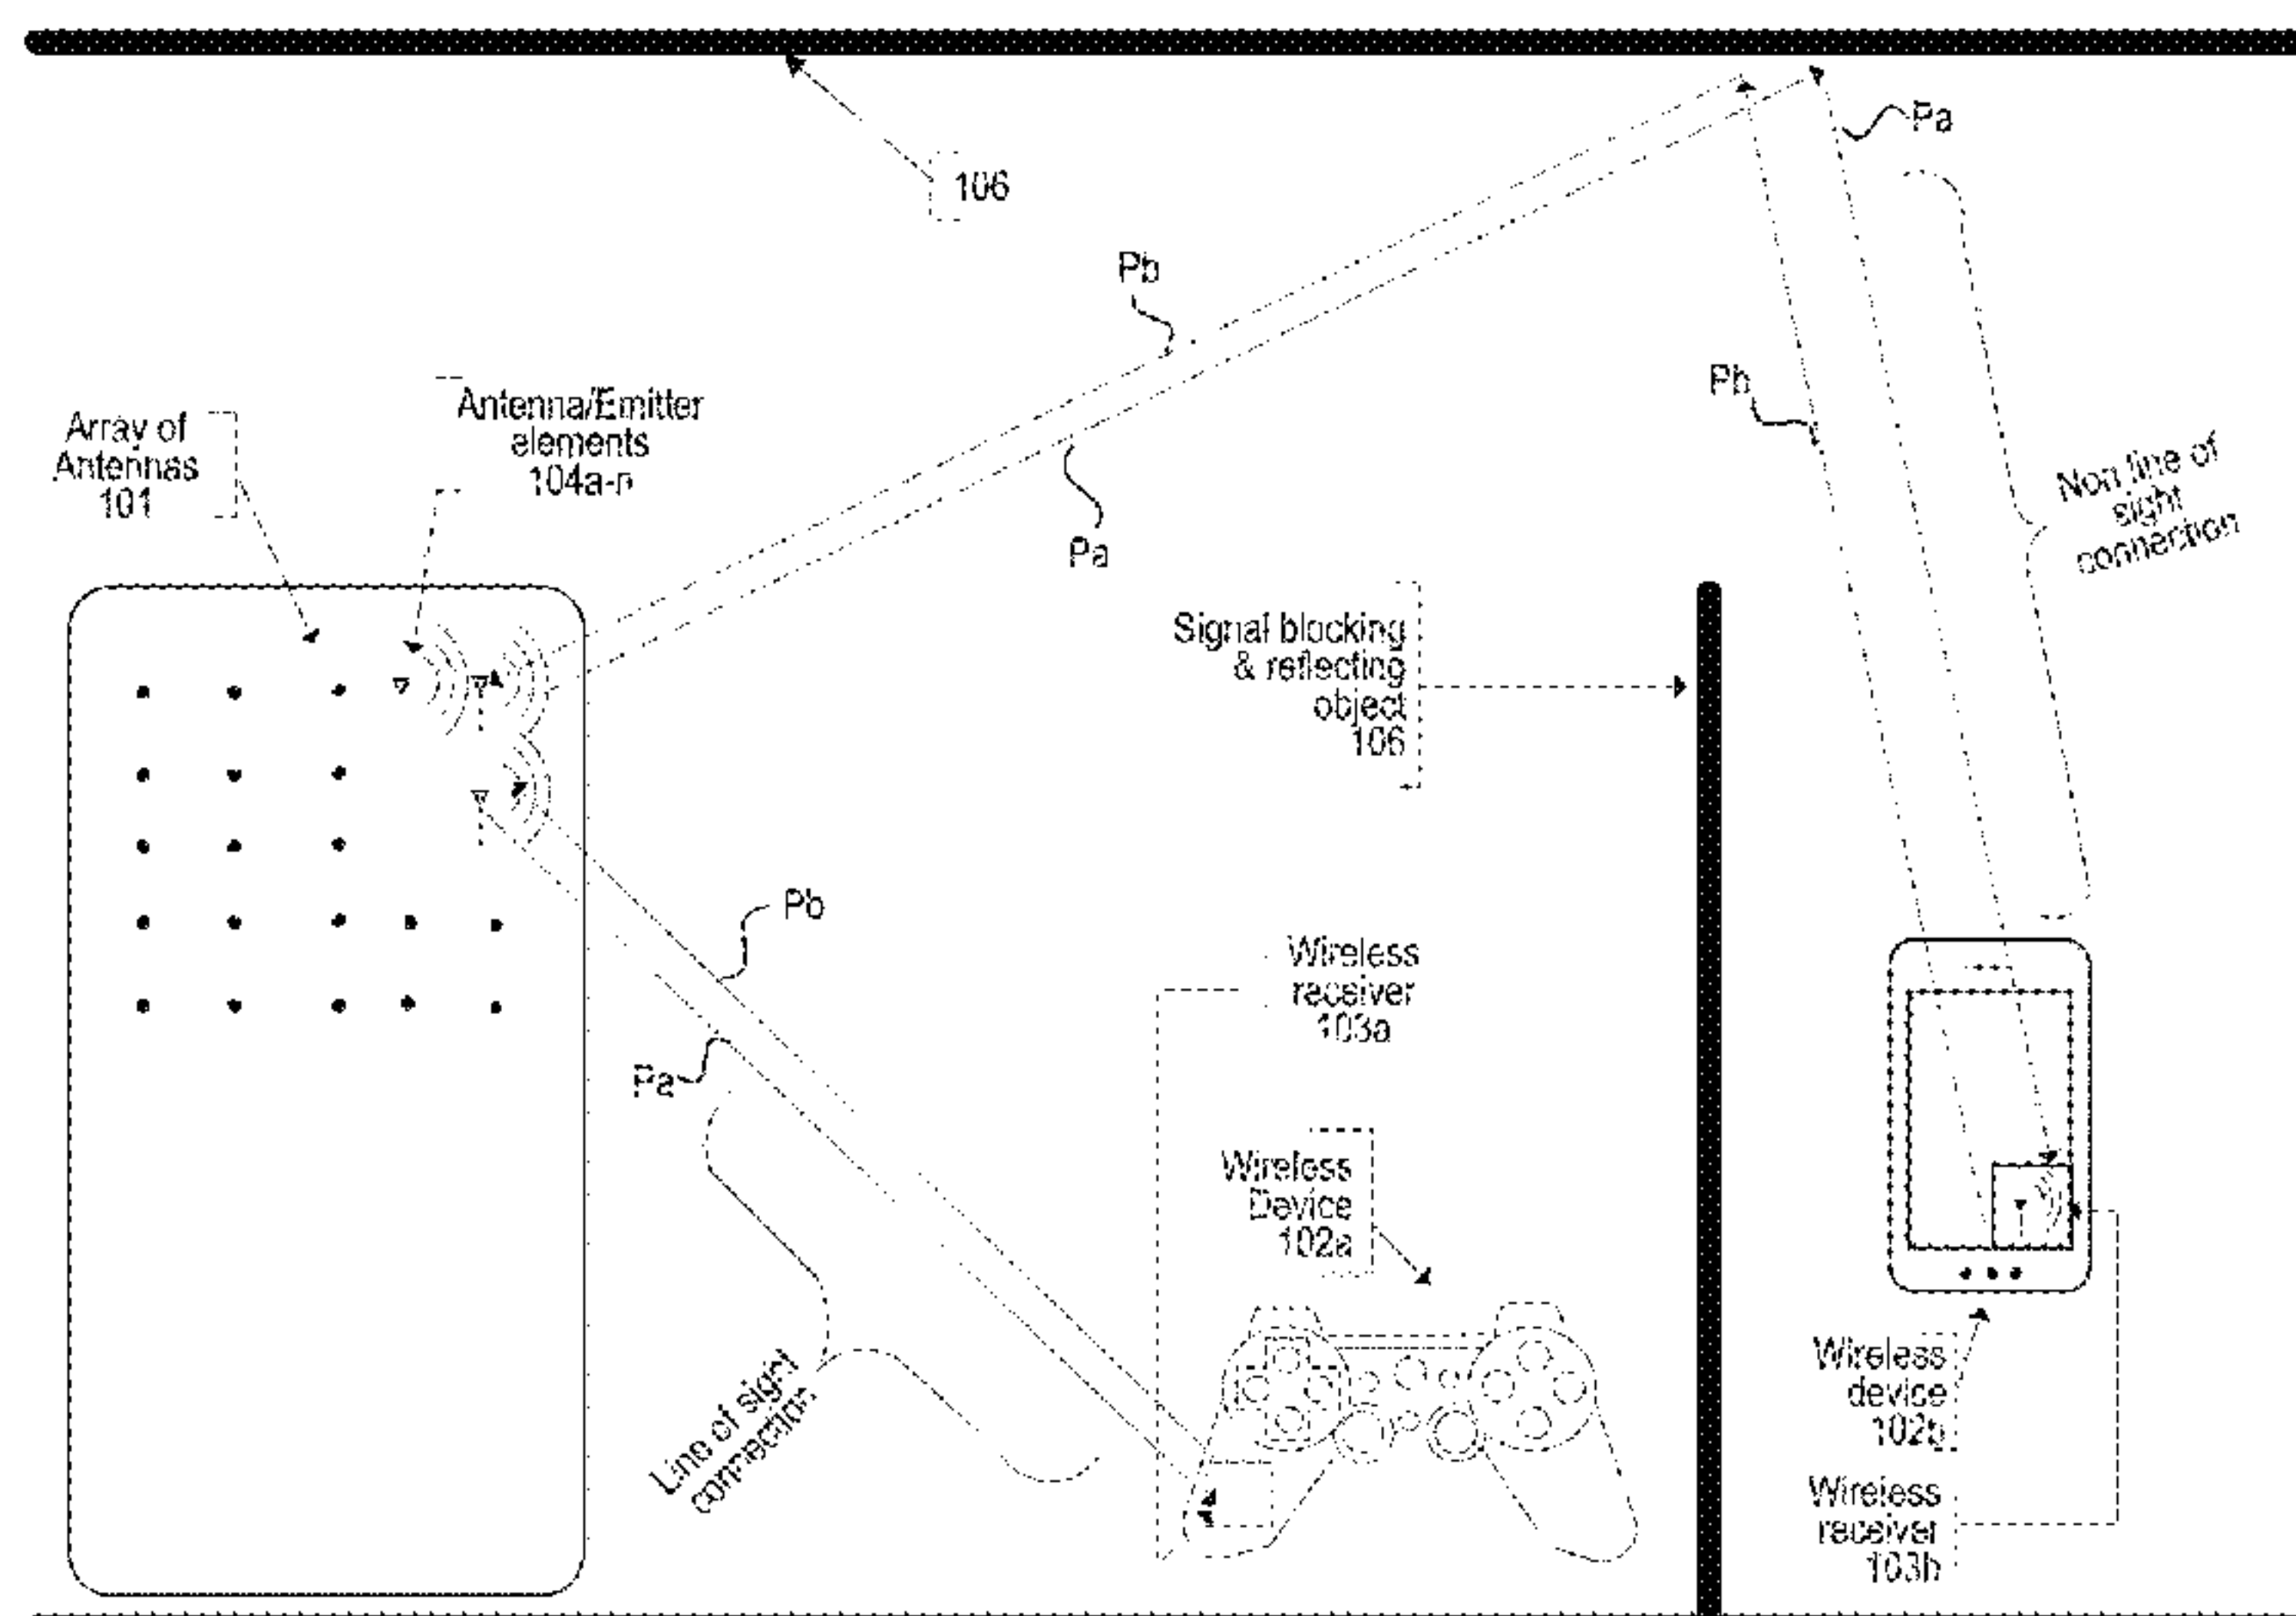 106
Pa
Pb
Pa
Pb
Antenna/Emitter
elements
104a-n
Array of
Antennas
101
Non line of
sight
connection
Signal blocking
& reflecting
object
106
Pb
Pa
Wireless
receiver
103a
Wireless
Device
102a
Line of sight
connection
Wireless
device
102b
Wireless
receiver
103b